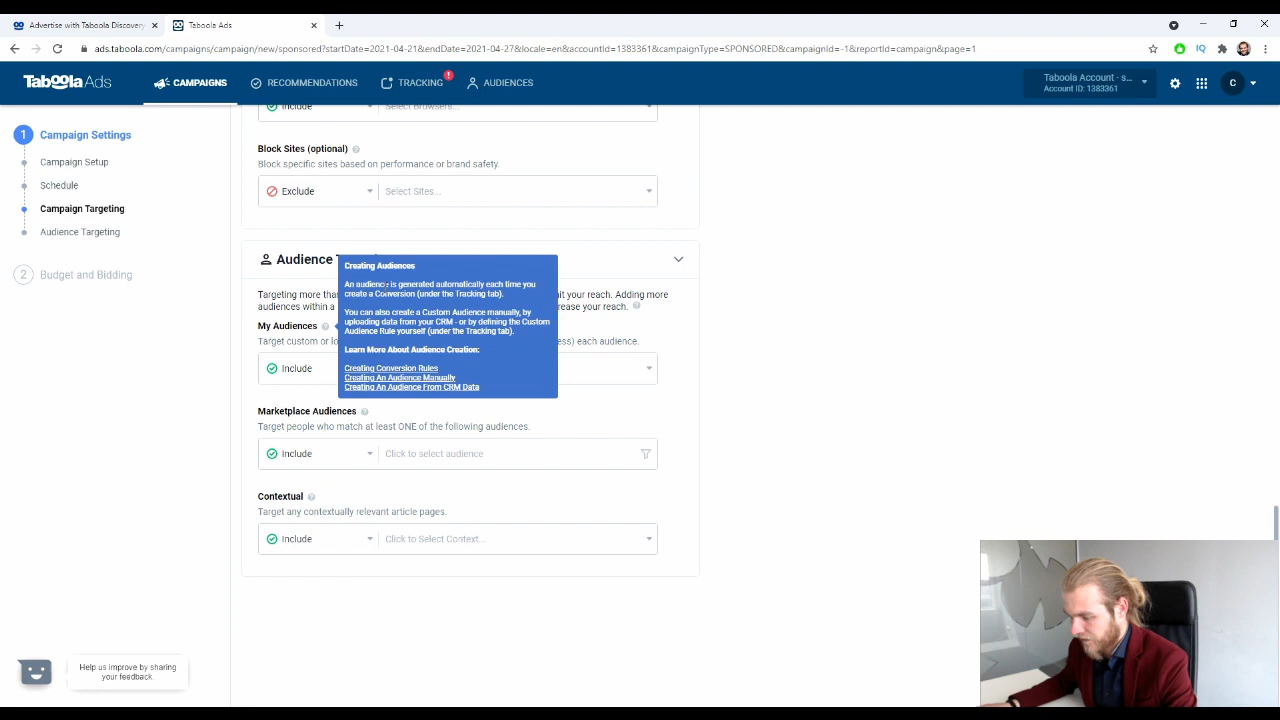 Advertise with Taboola Discovery
Taboola Ads
ads.taboola.com/campaigns/campaign/new/sponsored?startDate=2021-04-21&endDate=2021-04-27&locale=en&accountId=1383361&campaignType=SPONSORED&campaignId=-1&reportId=campaign&page=1
IQ
Taboola Ads
CAMPAIGNS
RECOMMENDATIONS
TRACKING
!
AUDIENCES
Taboola Account - s...
Account ID: 1383361
C
1
Campaign Settings
Campaign Setup
Schedule
Campaign Targeting
Audience Targeting
2
Budget and Bidding
Include
Select Browsers...
Block Sites (optional)
Block specific sites based on performance or brand safety.
Exclude
Select Sites...
Audience
Targeting more than
audiences within a
it your reach. Adding more
rease your reach.
My Audiences
Target custom or lo
ess) each audience.
Include
Creating Audiences
An audience is generated automatically each time you
create a Conversion (under the Tracking tab).
You can also create a Custom Audience manually, by
uploading data from your CRM - or by defining the Custom
Audience Rule yourself (under the Tracking tab).
Learn More About Audience Creation:
Creating Conversion Rules
Creating An Audience Manually
Creating An Audience From CRM Data
Marketplace Audiences
Target people who match at least ONE of the following audiences.
Include
Click to select audience
Contextual
Target any contextually relevant article pages.
Include
Click to Select Context...
Help us improve by sharing
your feedback.